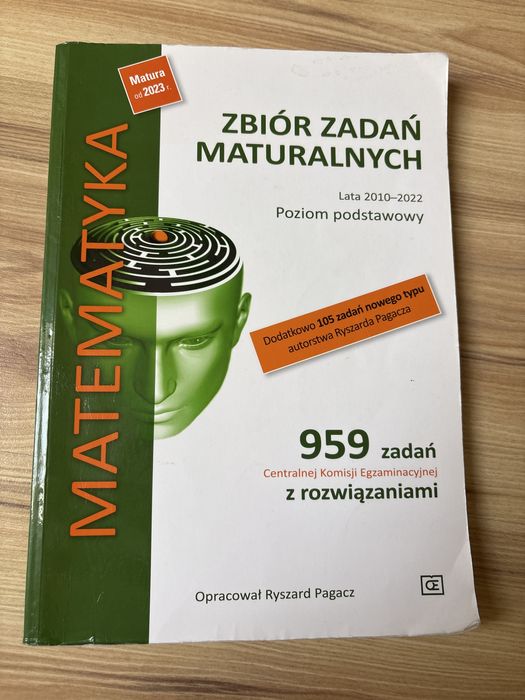 Matura
od 2023 r.
MATEMATYKA
ZBIÓR ZADAŃ
MATURALNYCH
Lata 2010–2022
Poziom podstawowy
Dodatkowo 105 zadań nowego typu
autorstwa Ryszarda Pagacza
959 zadań
Centralnej Komisji Egzaminacyjnej
z rozwiązaniami
Opracował Ryszard Pagacz
OE